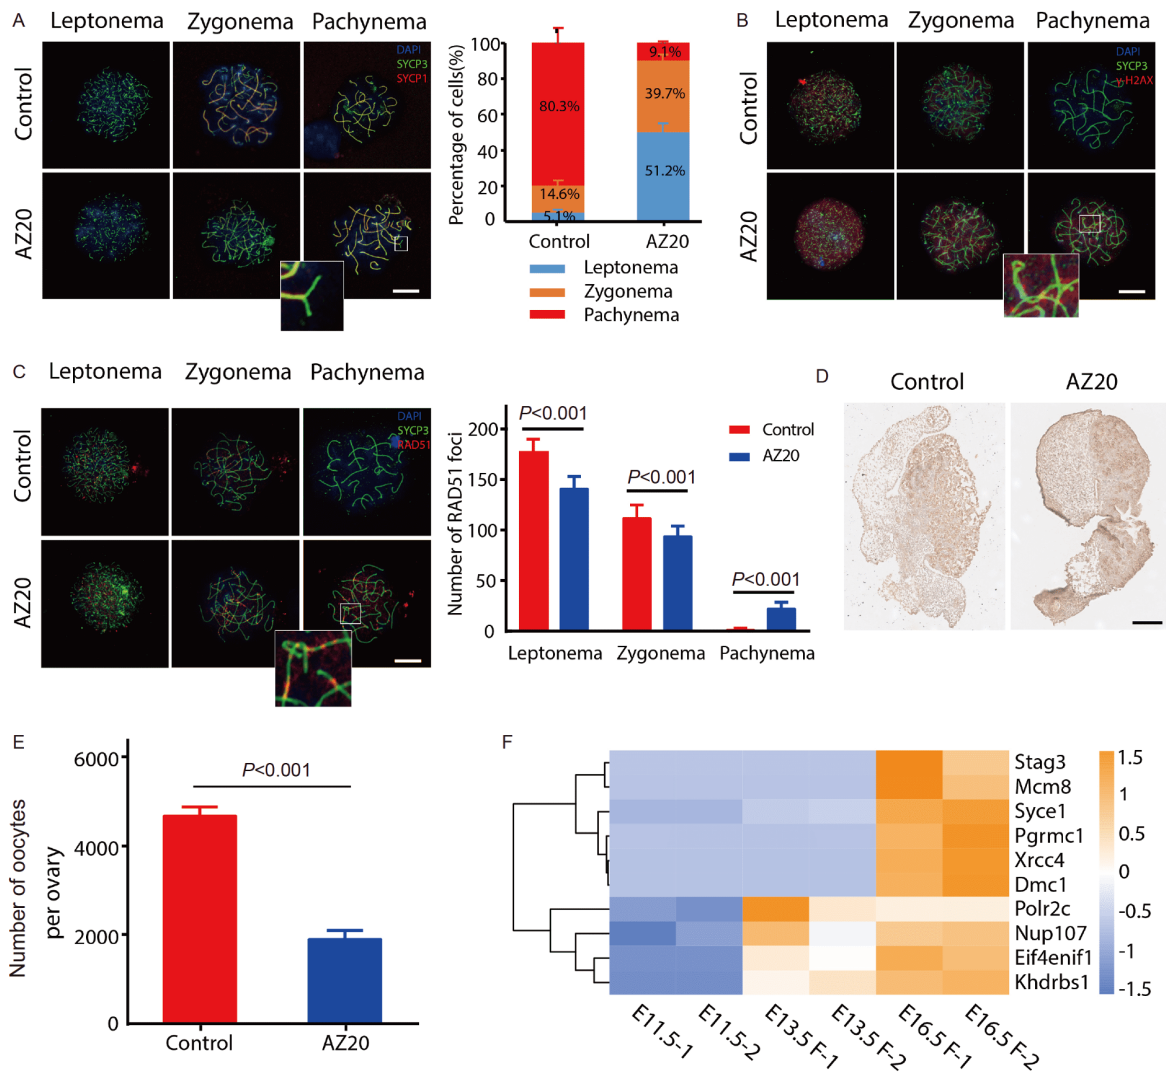 A
Leptonema Zygonema Pachynema
Control
AZ20
DAPI
SYCP3
SYCP1
Percentage of cells(%)
100
80
60
40
20
0
80.3%
14.6%
5.1%
9.1%
39.7%
51.2%
Control AZ20
Leptonema
Zygonema
Pachynema
B
Leptonema Zygonema Pachynema
Control
AZ20
DAPI
SYCP3
γ-H2AX
C
Leptonema Zygonema Pachynema
Control
AZ20
DAPI
SYCP3
RAD51
Number of RAD51 foci
200
150
100
50
0
P<0.001
P<0.001
P<0.001
Control
AZ20
Leptonema Zygonema Pachynema
D
Control AZ20
E
Number of oocytes
per ovary
6000
4000
2000
0
P<0.001
Control AZ20
F
Stag3
Mcm8
Syce1
Pgrmc1
Xrcc4
Dmc1
Polr2c
Nup107
Eif4enif1
Khdrbs1
1.5
1
0.5
0
-0.5
-1
-1.5
E11.5-1
E11.5-2
E13.5 F-1
E13.5 F-2
E16.5 F-1
E16.5 F-2